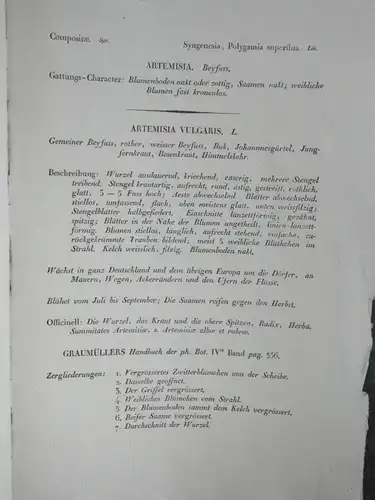 Compositæ. Spr. Syngenesia, Polygamia superflua. Lin.
ARTEMISIA. Beyfuss.
Gattungs-Character: Blumenboden nakt oder zottig, Saamen nakt; weibliche
Blumen fast kronenlos.
ARTEMISIA VULGARIS, L.
Gemeiner Beyfuss, rother, weisser Beyfuss, Buk, Johannesgürtel, Jung-
fernkraut, Besenkraut, Himmelskehr.
Beschreibung: Wurzel ausdauernd, kriechend, zaserig, mehrere Stengel
treibend. Stengel krautartig, aufrecht, rund, ästig, gestreift, röthlich,
glatt. 3 — 5 Fuss hoch; Aeste abwechselnd Blätter abwechselnd,
stiellos, umfassend, flach, oben meistens glatt, unten weissfilzig;
Stengelblätter halbgefiedert. Einschnitte lanzettförmig, gezähnt,
spitzig; Blätter in der Nähe der Blumen ungetheilt, linien-lanzett-
förmig. Blumen stiellos, länglich, aufrecht stehend, einfache, zu-
rückgekrümmte Trauben bildend, meist 5 weibliche Blüthchen im
Strahl. Kelch weisslich, filzig. Blumenboden nakt.
Wächst in ganz Deutschland und dem übrigen Europa um die Dörfer, an
Mauern, Wegen, Ackerrändern und den Ufern der Flüsse.
Blühet vom Juli bis September; Die Saamen reifen gegen den Herbst.
Officinell: Die Wurzel, das Kraut und die obere Spitzen, Radix, Herba,
Summitates Artemisiæ, s. Artemisiæ albæ et rubræ.
GRAUMÜLLERS Handbuch der ph. Bot. IVter Band pag. 356.
Zergliederungen: 1. Vergrössertes Zwitterblümchen von der Scheibe.
2. Dasselbe geöffnet.
3. Der Griffel vergrössert.
4. Weibliches Blümchen vom Strahl.
5. Der Blumenboden sammt dem Kelch vergrössert.
6. Reifer Saame vergrössert.
7. Durchschnitt der Wurzel.